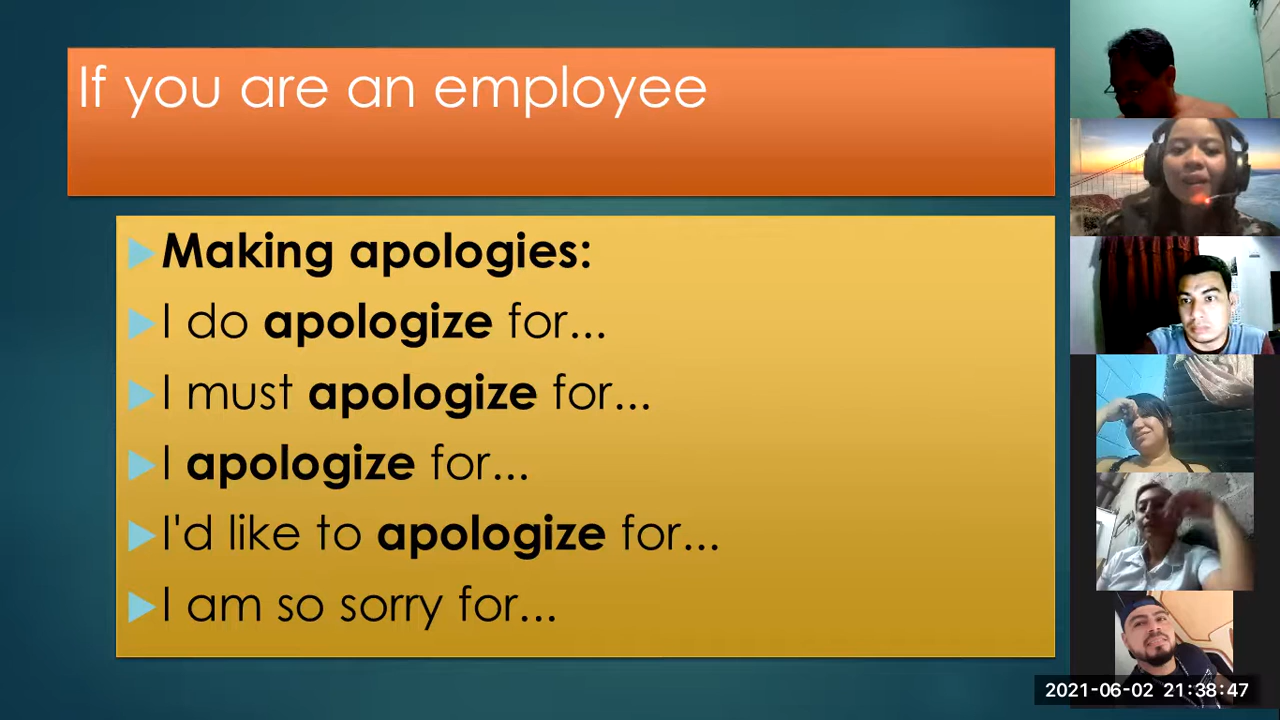 If you are an employee
Making apologies:
I do apologize for...
I must apologize for...
I apologize for...
I'd like to apologize for...
I am so sorry for...
2021-06-02 21:38:47